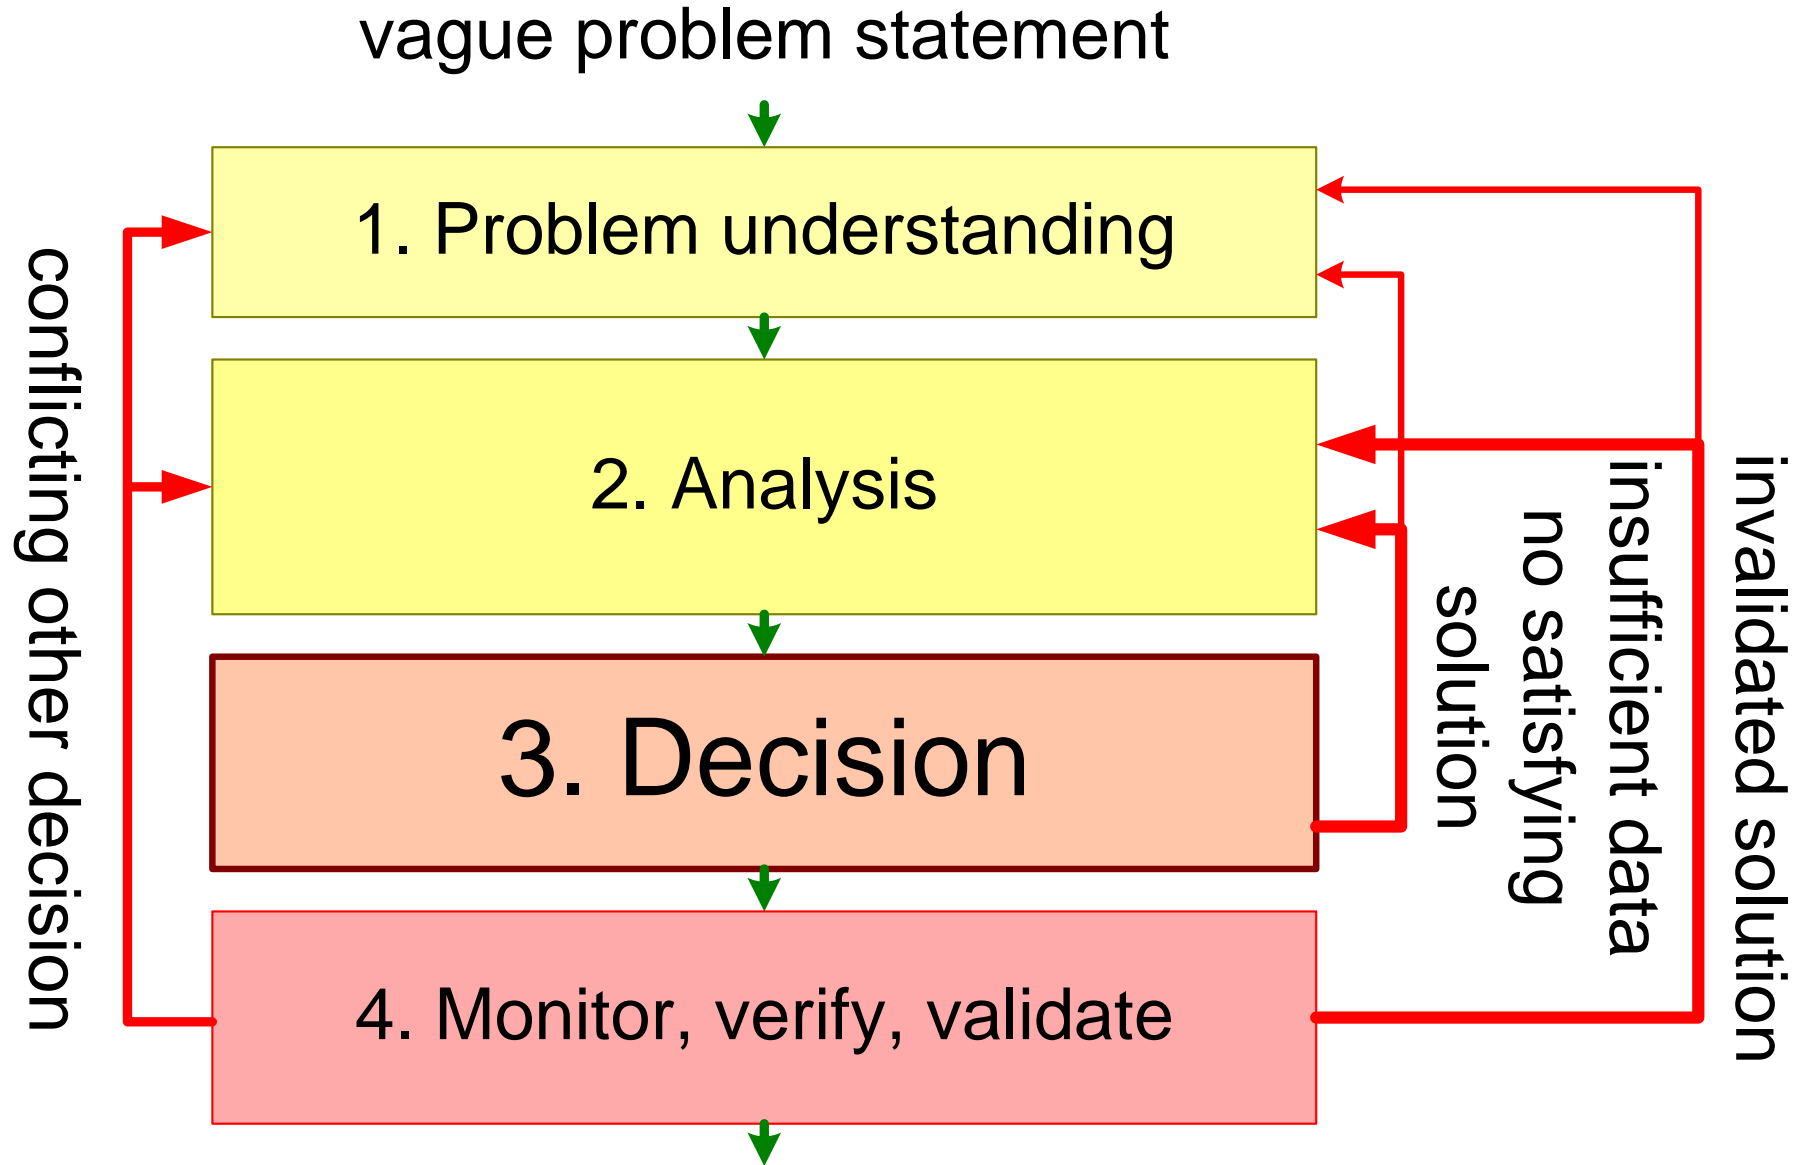 vague problem statement
1. Problem understanding
2. Analysis
3. Decision
4. Monitor, verify, validate
conflicting other decision
insufficient data
no satisfying
solution
invalidated solution